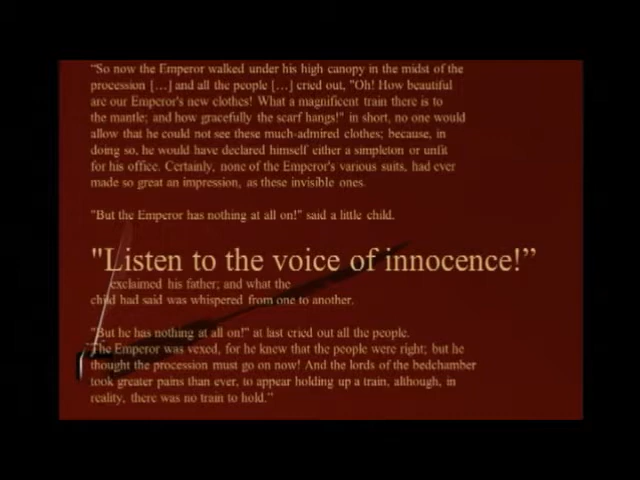 “So now the Emperor walked under his high canopy in the midst of the
procession […] and all the people […] cried out, "Oh! How beautiful
are our Emperor's new clothes! What a magnificent train there is to
the mantle; and how gracefully the scarf hangs!" in short, no one would
allow that he could not see these much-admired clothes; because, in
doing so, he would have declared himself either a simpleton or unfit
for his office. Certainly, none of the Emperor's various suits, had ever
made so great an impression, as these invisible ones.
"But the Emperor has nothing at all on!" said a little child.
"Listen to the voice of innocence!”
exclaimed his father; and what the
child had said was whispered from one to another.
"But he has nothing at all on!" at last cried out all the people.
The Emperor was vexed, for he knew that the people were right; but he
thought the procession must go on now! And the lords of the bedchamber
took greater pains than ever, to appear holding up a train, although, in
reality, there was no train to hold.”